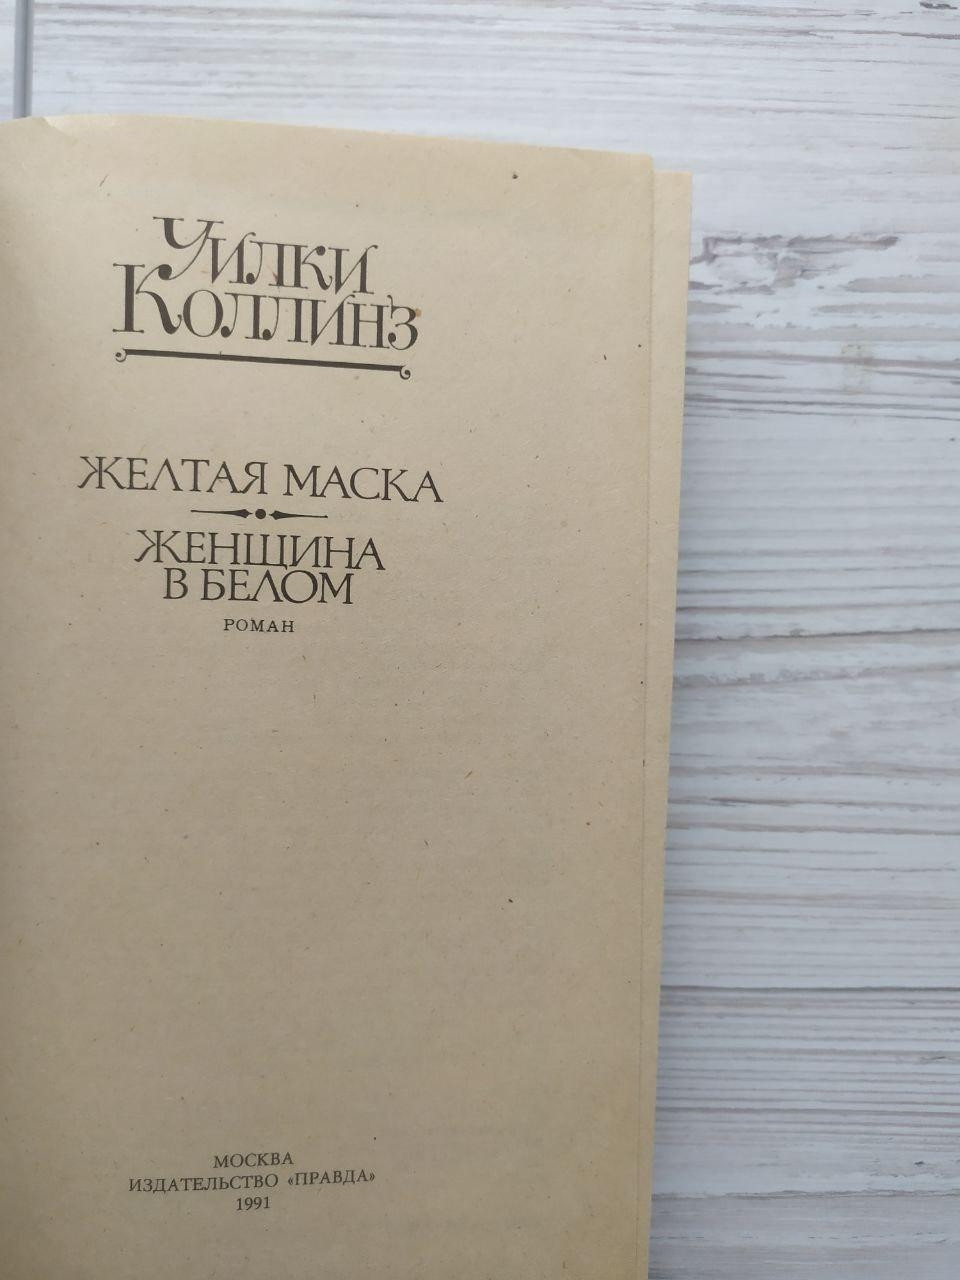 Уилки
Коллинз
ЖЕЛТАЯ МАСКА
ЖЕНЩИНА
В БЕЛОМ
РОМАН
МОСКВА
ИЗДАТЕЛЬСТВО «ПРАВДА»
1991